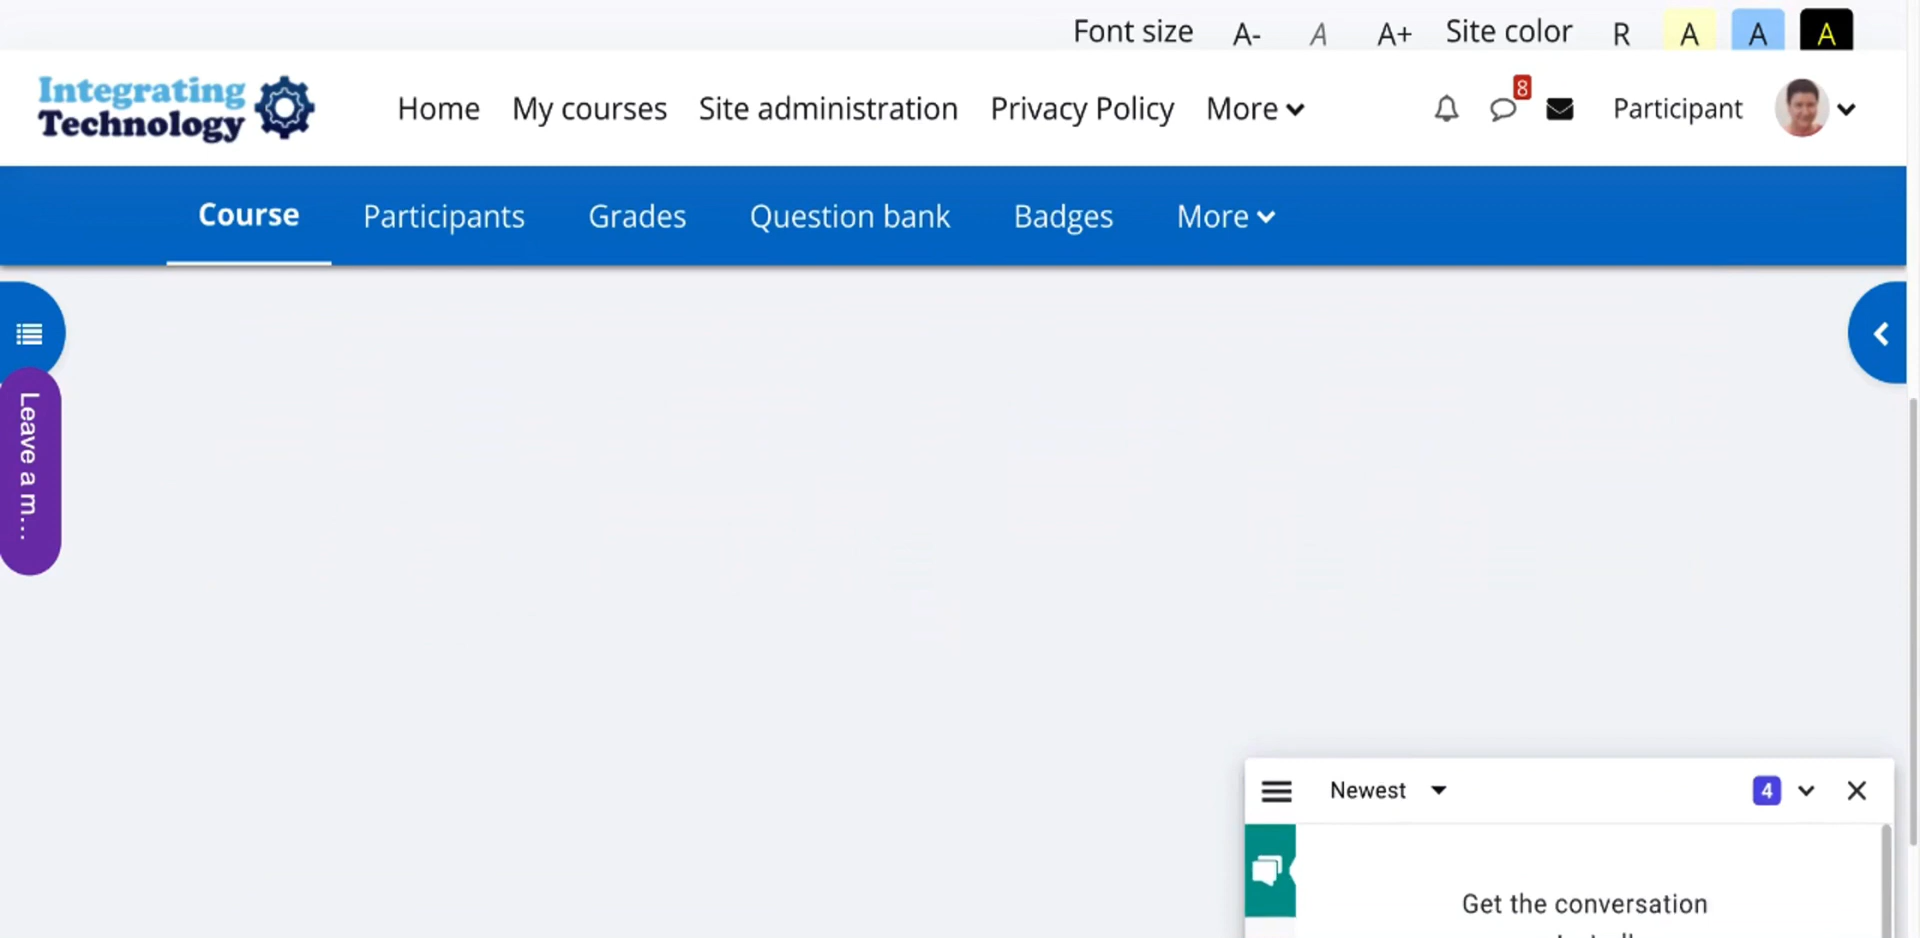 Font size A- A A+ Site color R A A A
Integrating
Technology
Home My courses Site administration Privacy Policy More
8
Participant
Course Participants Grades Question bank Badges More
Leave a m...
Newest
4
Get the conversation